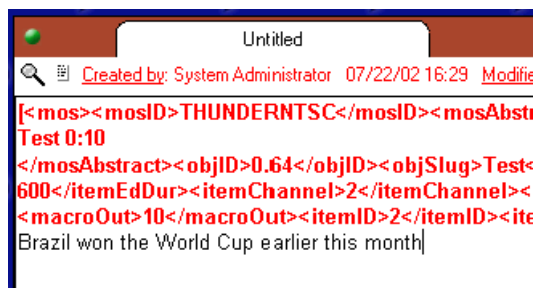 Untitled
Created by: System Administrator 07/22/02 16:29 Modifie
[<mos><mosID>THUNDERNTSC</mosID><mosAbstr
Test 0:10
</mosAbstract><objID>0.64</objID><objSlug>Test<
600</itemEdDur><itemChannel>2</itemChannel><
<macroOut>10</macroOut><itemID>2</itemID><ite
Brazil won the World Cup earlier this month